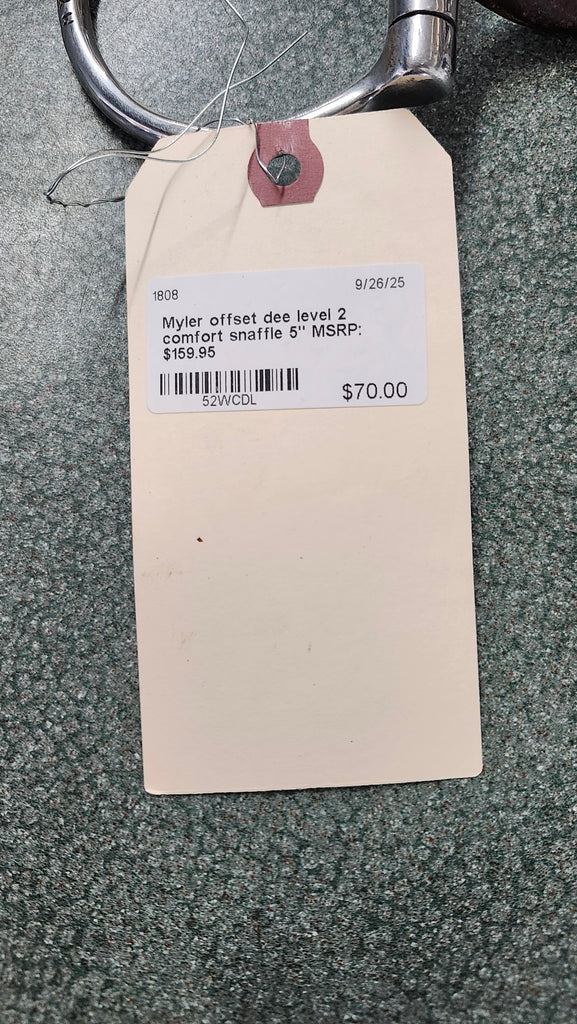 1808
9/26/25
Myler offset dee level 2
comfort snaffle 5" MSRP:
$159.95
52WCDL
$70.00